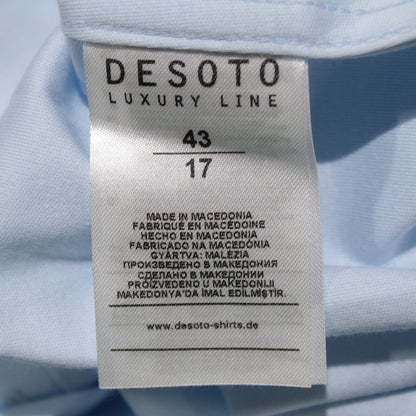 DESOTO
LUXURY LINE
43
17
MADE IN MACEDONIA
FABRIQUÉ EN MACÉDOINE
HECHO EN MACEDONIA
FABRICADO NA MACEDÓNIA
GYÁRTVA: MALÉZIA
ПРОИЗВЕДЕНО В МАКЕДОНИЯ
СДЕЛАНО В МАКЕДОНИИ
PROIZVEDENO U MAKEDONIJI
MAKEDONYA'DA İMAL EDİLMİŞTİR.
www.desoto-shirts.de